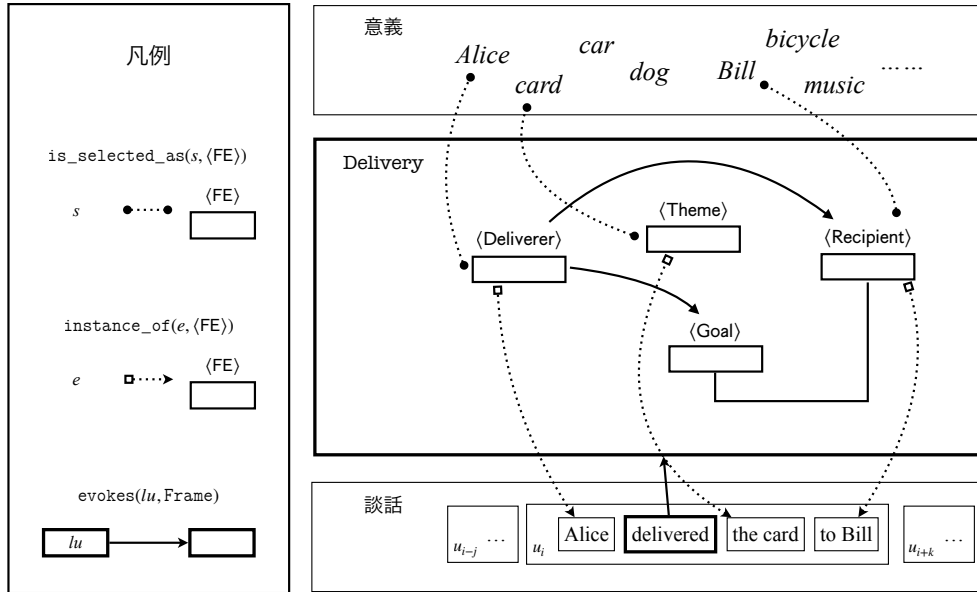 凡例
is_selected_as(s, ⟨FE⟩)
⟨FE⟩
s
instance_of(e, ⟨FE⟩)
⟨FE⟩
e
evokes(lu, Frame)
lu
意義
Alice
car
bicycle
card
dog
Bill
music
……
Delivery
⟨Deliverer⟩
⟨Theme⟩
⟨Recipient⟩
⟨Goal⟩
談話
u_{i−j} …
u_i
Alice
delivered
the card
to Bill
u_{i+k} …